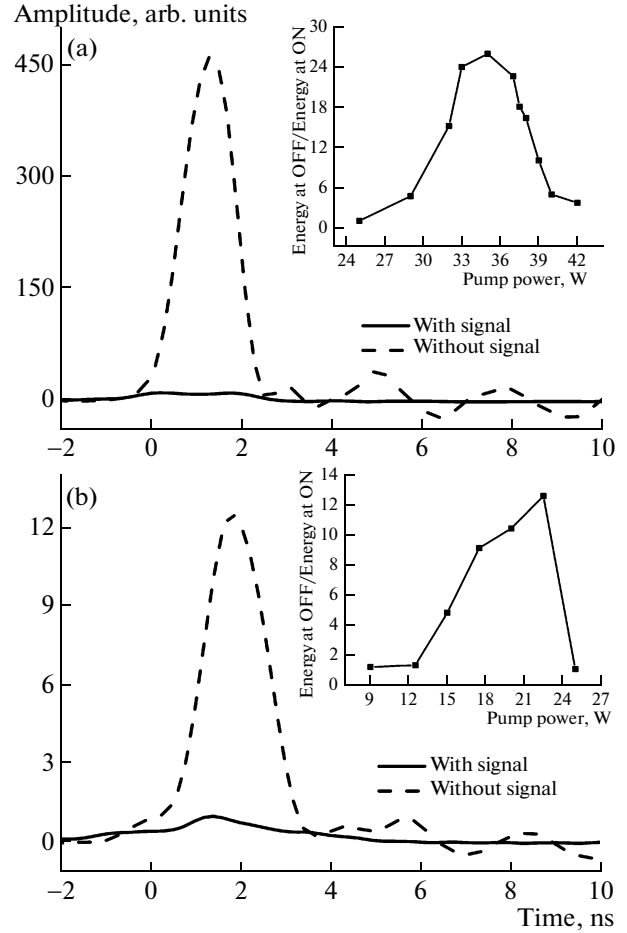 Amplitude, arb. units
(a)
450
300
150
0
−2 0 2 4 6 8 10
Energy at OFF/Energy at ON
30
24
18
12
6
0
24 27 30 33 36 39 42
Pump power, W
With signal
Without signal
(b)
12
9
6
3
0
−2 0 2 4 6 8 10
Time, ns
Energy at OFF/Energy at ON
14
12
10
8
6
4
2
0
9 12 15 18 21 24 27
Pump power, W
With signal
Without signal